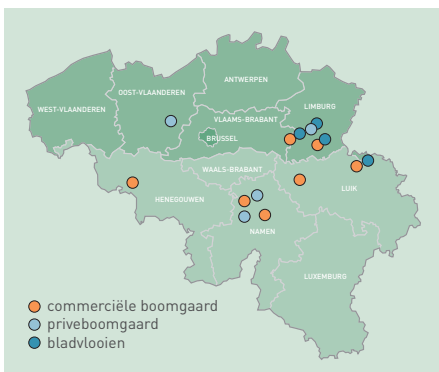 ANTWERPEN
OOST-VLAANDEREN
WEST-VLAANDEREN
LIMBURG
VLAAMS-BRABANT
BRUSSEL
WAALS-BRABANT
LUIK
HENEGOUWEN
NAMEN
LUXEMBURG
commerciële boomgaard
priveboomgaard
bladvlooien